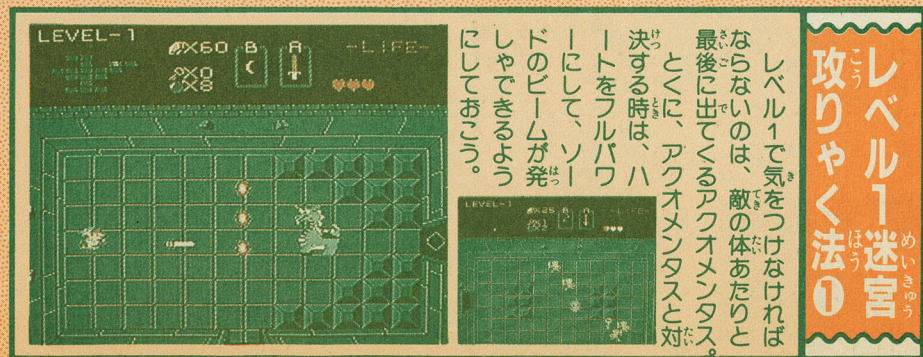 レベル1迷宮
攻りゃく法❶
レベル1で気をつけなければ
ならないのは、敵の体あたりと
最後に出てくるアクオメンタス。
とくに、アクオメンタスと対
決する時は、ハ
ートをフルパワ
ーにして、ソー
ドのビームが発
しゃできるよう
にしておこう。
LEVEL-1
X60 B A -LIFE-
X0
X8
LEVEL-1
X25 B A -LIFE-